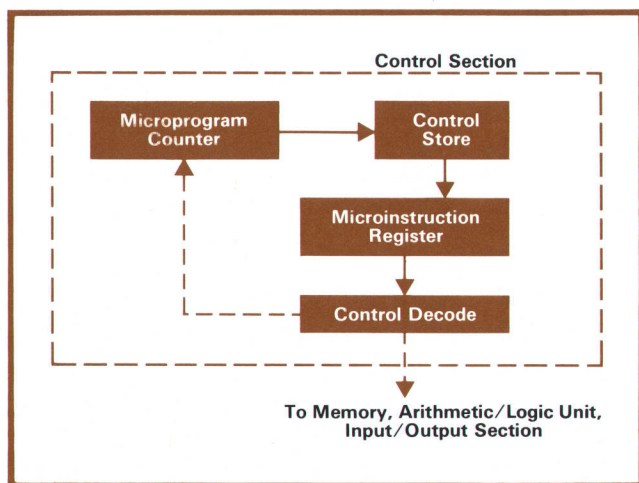 Control Section
Microprogram
Counter
Control
Store
Microinstruction
Register
Control Decode
To Memory, Arithmetic/Logic Unit,
Input/Output Section